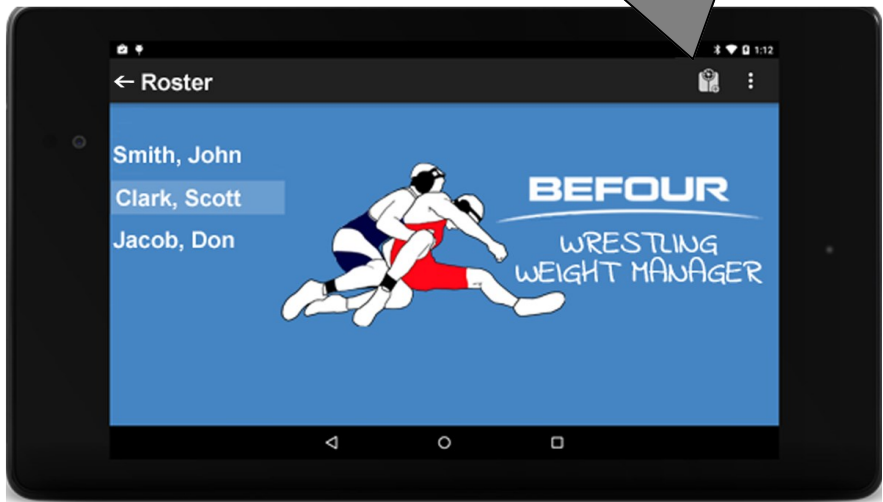 1:12
← Roster
Smith, John
Clark, Scott
Jacob, Don
BEFOUR
WRESTLING
WEIGHT MANAGER